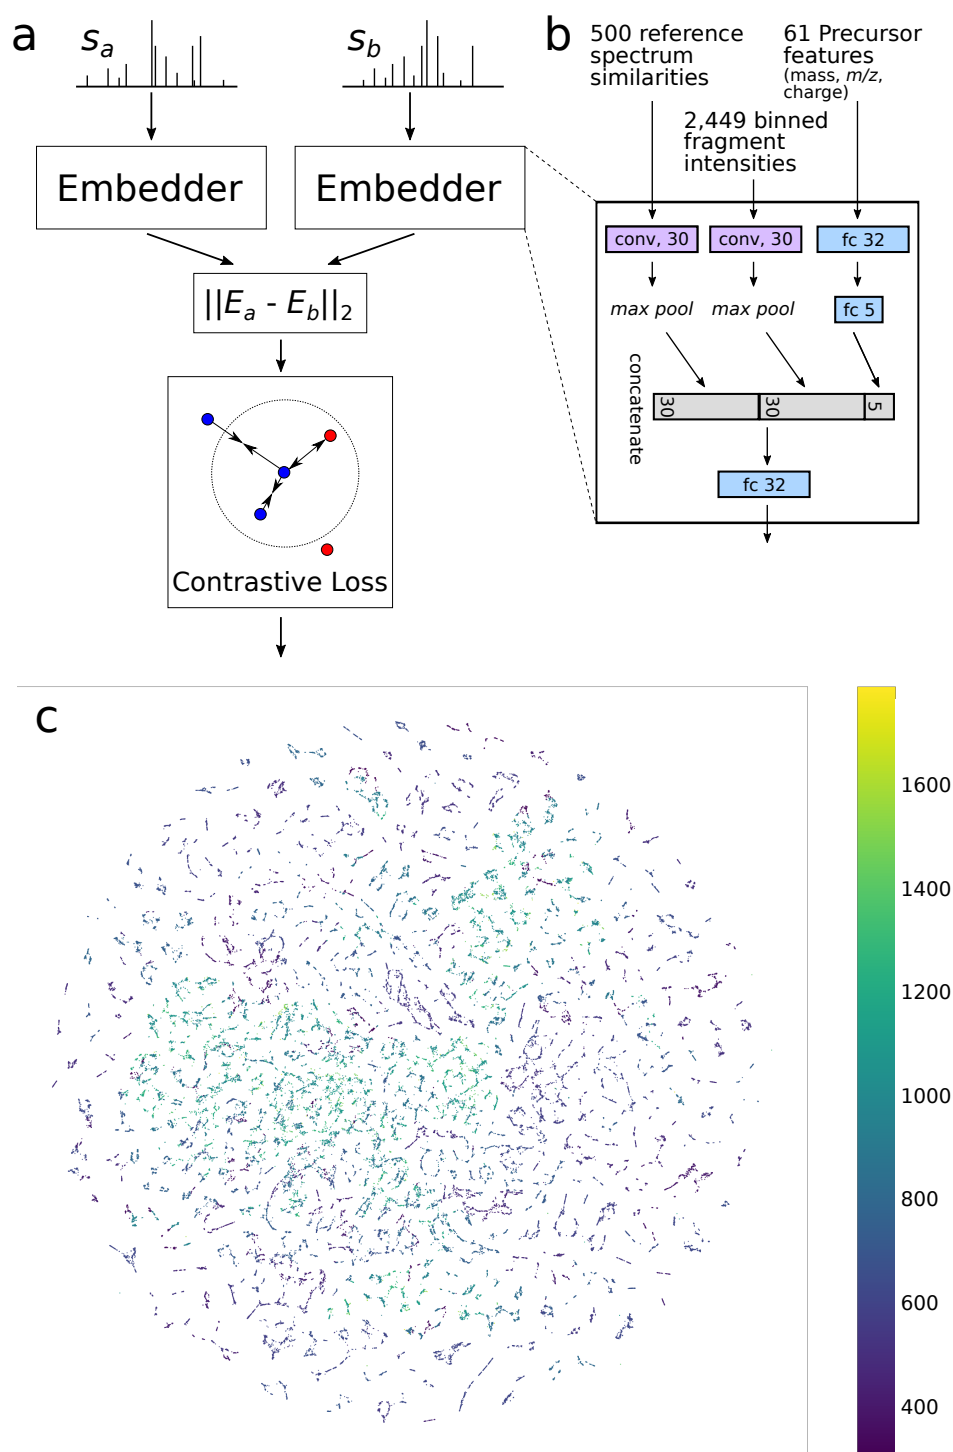 a
s_a
s_b
Embedder
Embedder
||E_a - E_b||_2
Contrastive Loss
b
500 reference
spectrum
similarities
61 Precursor
features
(mass, m/z,
charge)
2,449 binned
fragment
intensities
conv, 30
conv, 30
fc 32
max pool
max pool
fc 5
concatenate
30
30
5
fc 32
c
1600
1400
1200
1000
800
600
400